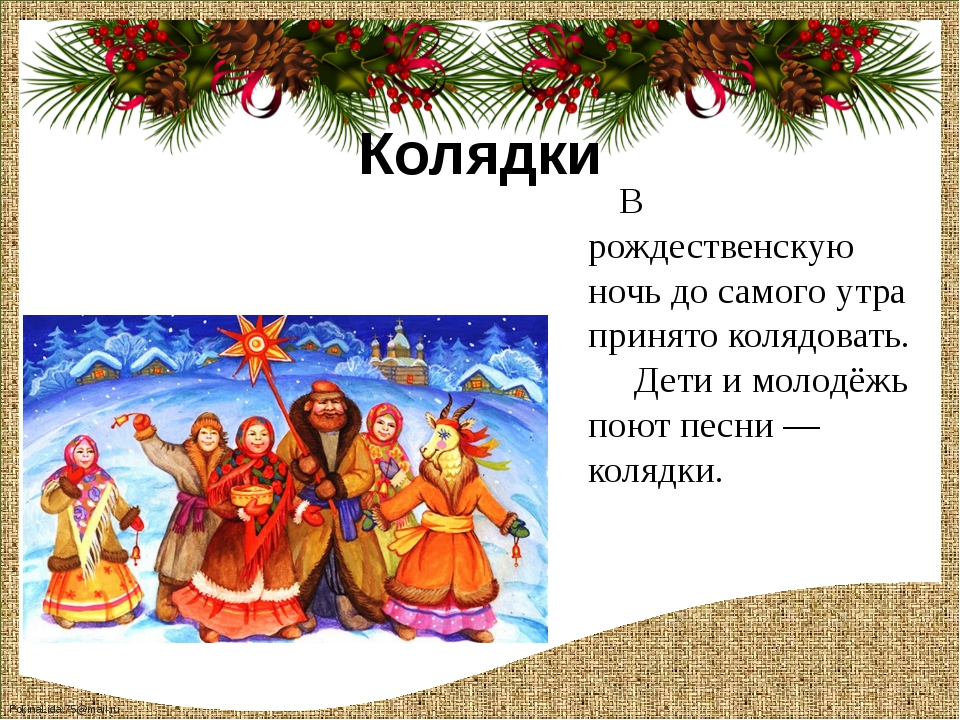 Колядки
В
рождественскую
ночь до самого утра
принято колядовать.
Дети и молодёжь
поют песни —
колядки.